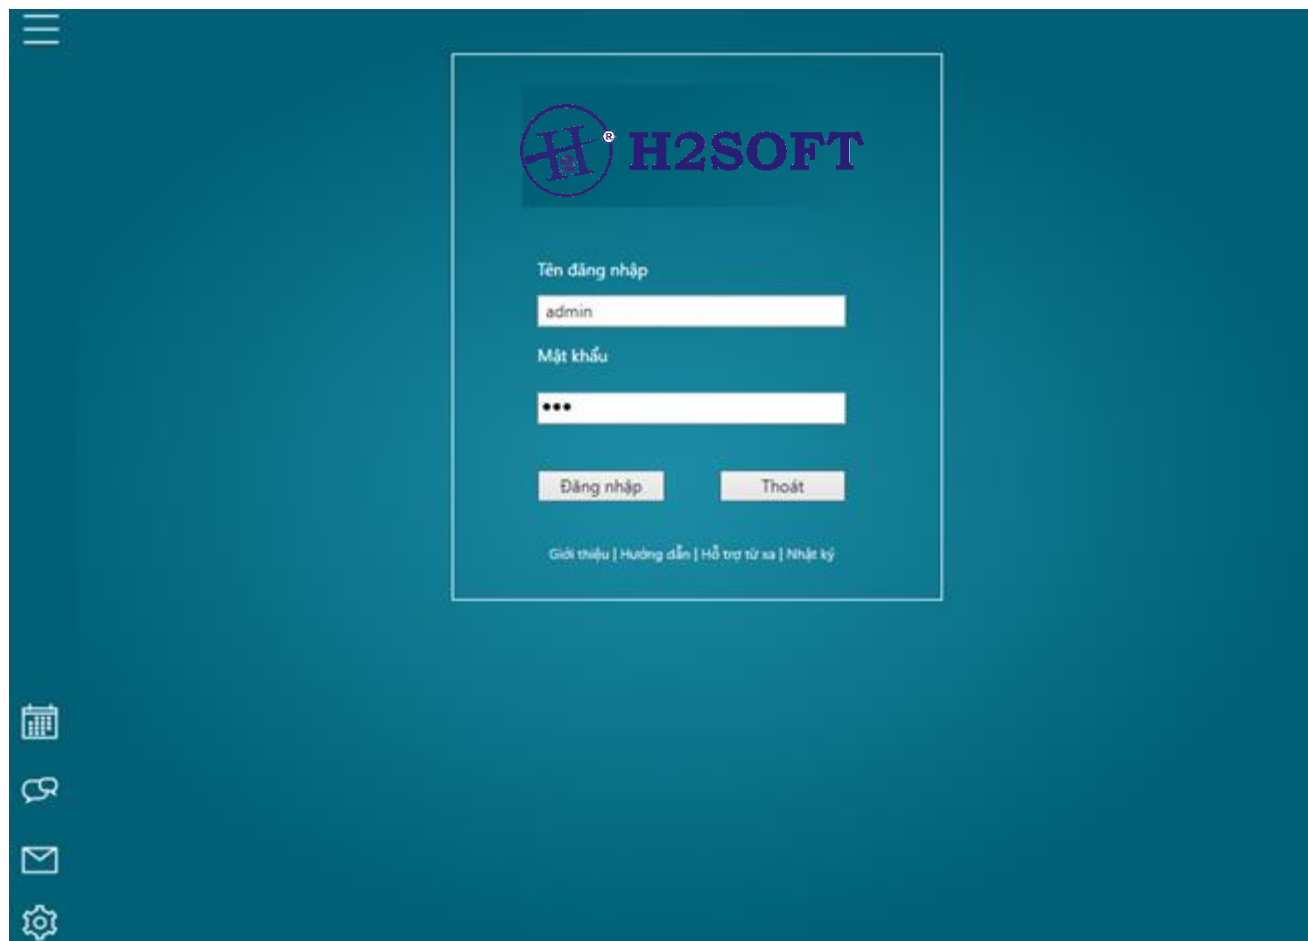 H2 ® H2SOFT
Tên đăng nhập
admin
Mật khẩu
Đăng nhập Thoát
Giới thiệu | Hướng dẫn | Hỗ trợ từ xa | Nhật ký